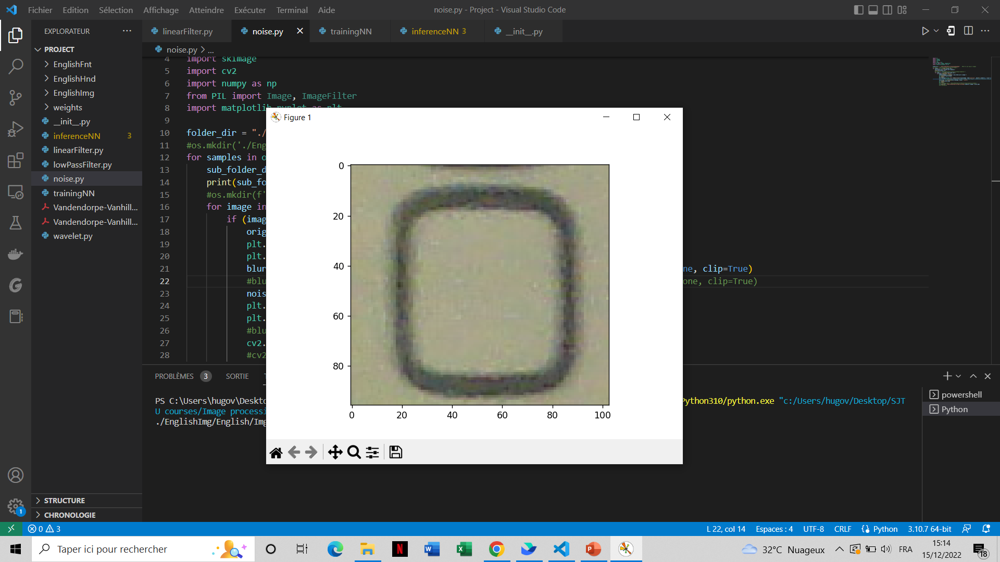 Fichier Edition Sélection Affichage Atteindre Exécuter Terminal Aide
noise.py - Project - Visual Studio Code
EXPLORATEUR
linearFilter.py
noise.py
trainingNN
inferenceNN 3
__init__.py
PROJECT
EnglishFnt
EnglishHnd
EnglishImg
weights
__init__.py
inferenceNN 3
linearFilter.py
lowPassFilter.py
noise.py
trainingNN
Vandendorpe-Vanhill...
Vandendorpe-Vanhill...
wavelet.py
STRUCTURE
CHRONOLOGIE
noise.py > ...
4 import skimage
5 import cv2
6 import numpy as np
7 from PIL import Image, ImageFilter
8 import matplotlib.pyplot as plt
9
10 folder_dir = "./
11 #os.mkdir('./Eng
12 for samples in o
13 sub_folder_d
14 print(sub_fo
15 #os.mkdir(f'
16 for image in
17 if (imag
18 orig
19 plt.
20 plt.
21 blur ne, clip=True)
22 #blu one, clip=True)
23 nois
24 plt.
25 plt.
26 #blu
27 cv2.
28 #cv2
Figure 1
0
20
40
60
80
0 20 40 60 80 100
PROBLÈMES 3 SORTIE
PS C:\Users\hugov\Deskto Python310/python.exe "c:/Users/hugov/Desktop/SJT
U courses/Image processi
./EnglishImg/English/Img
powershell
Python
0 3
L 22, col 14 Espaces : 4 UTF-8 CRLF Python 3.10.7 64-bit
Taper ici pour rechercher
32°C Nuageux
FRA
15:14
15/12/2022
18
1